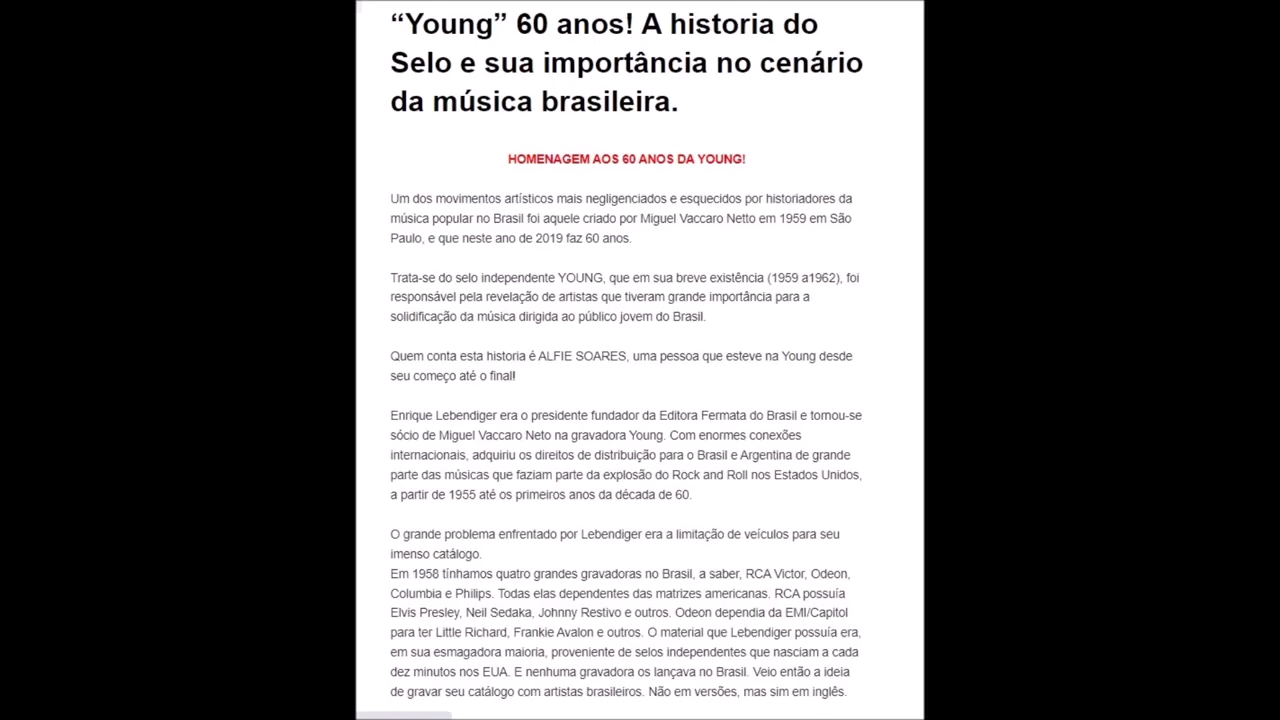 “Young” 60 anos! A historia do
Selo e sua importância no cenário
da música brasileira.
HOMENAGEM AOS 60 ANOS DA YOUNG!
Um dos movimentos artísticos mais negligenciados e esquecidos por historiadores da
música popular no Brasil foi aquele criado por Miguel Vaccaro Netto em 1959 em São
Paulo, e que neste ano de 2019 faz 60 anos.
Trata-se do selo independente YOUNG, que em sua breve existência (1959 a1962), foi
responsável pela revelação de artistas que tiveram grande importância para a
solidificação da música dirigida ao público jovem do Brasil.
Quem conta esta historia é ALFIE SOARES, uma pessoa que esteve na Young desde
seu começo até o final!
Enrique Lebendiger era o presidente fundador da Editora Fermata do Brasil e tornou-se
sócio de Miguel Vaccaro Neto na gravadora Young. Com enormes conexões
internacionais, adquiriu os direitos de distribuição para o Brasil e Argentina de grande
parte das músicas que faziam parte da explosão do Rock and Roll nos Estados Unidos,
a partir de 1955 até os primeiros anos da década de 60.
O grande problema enfrentado por Lebendiger era a limitação de veículos para seu
imenso catálogo.
Em 1958 tínhamos quatro grandes gravadoras no Brasil, a saber, RCA Victor, Odeon,
Columbia e Philips. Todas elas dependentes das matrizes americanas. RCA possuía
Elvis Presley, Neil Sedaka, Johnny Restivo e outros. Odeon dependia da EMI/Capitol
para ter Little Richard, Frankie Avalon e outros. O material que Lebendiger possuía era,
em sua esmagadora maioria, proveniente de selos independentes que nasciam a cada
dez minutos nos EUA. E nenhuma gravadora os lançava no Brasil. Veio então a ideia
de gravar seu catálogo com artistas brasileiros. Não em versões, mas sim em inglês.